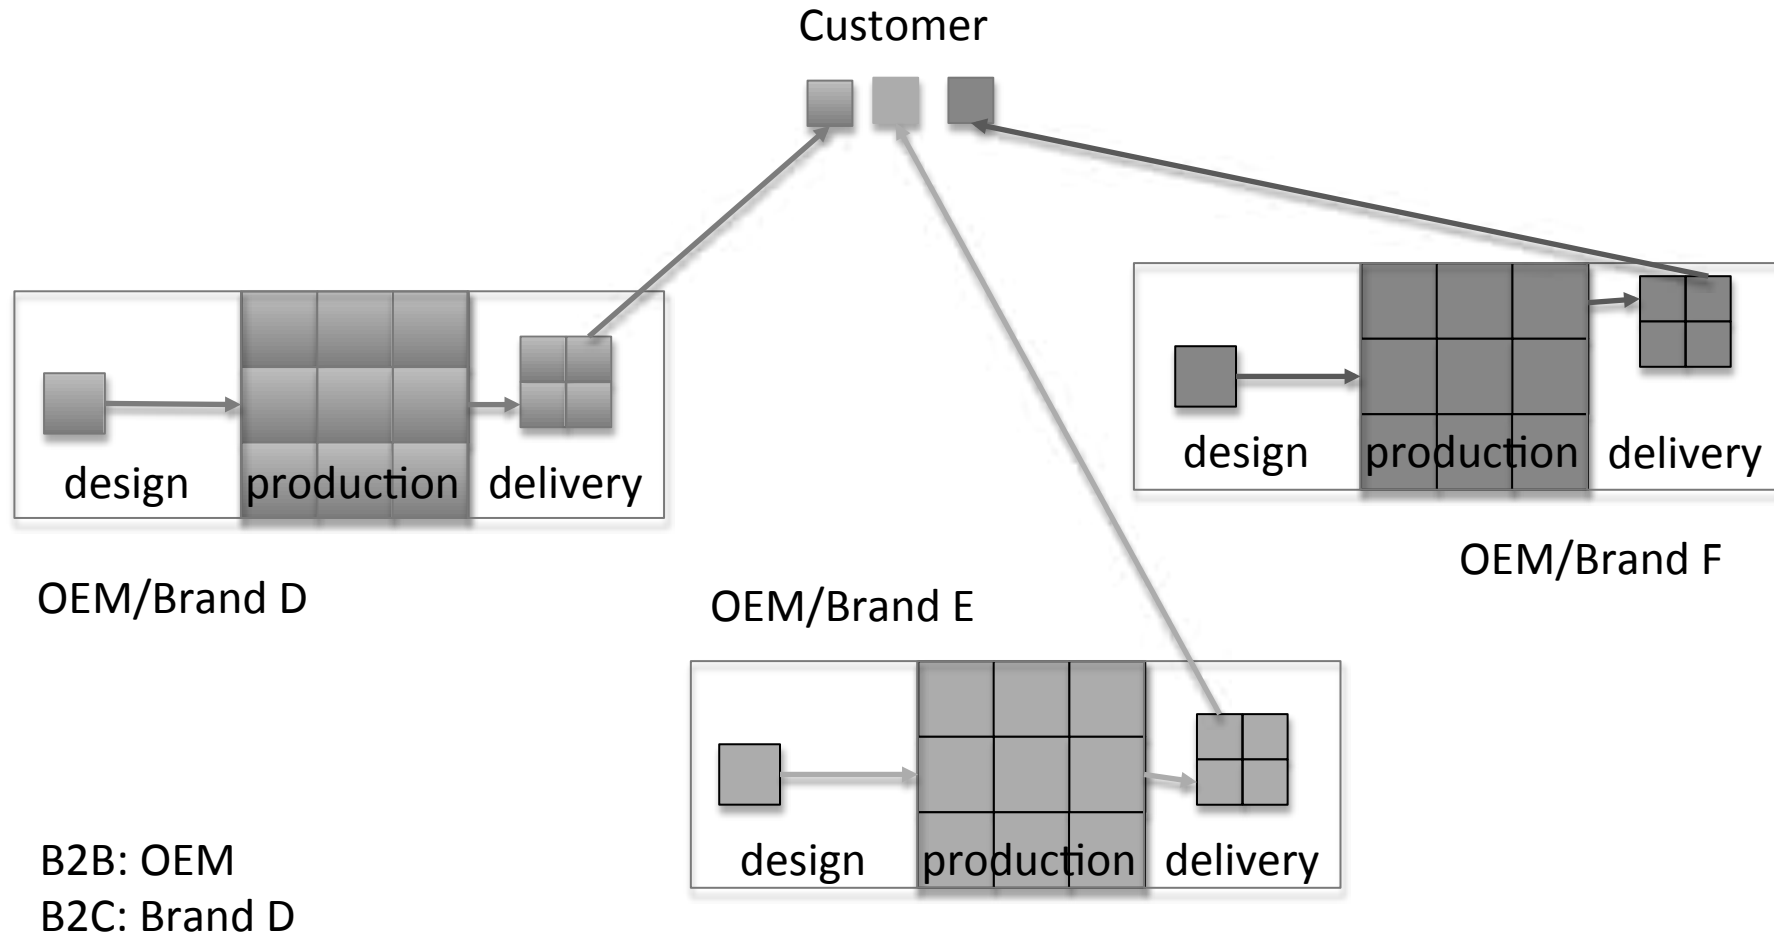 Customer
design production delivery
OEM/Brand D
design production delivery
OEM/Brand F
OEM/Brand E
design production delivery
B2B: OEM
B2C: Brand D